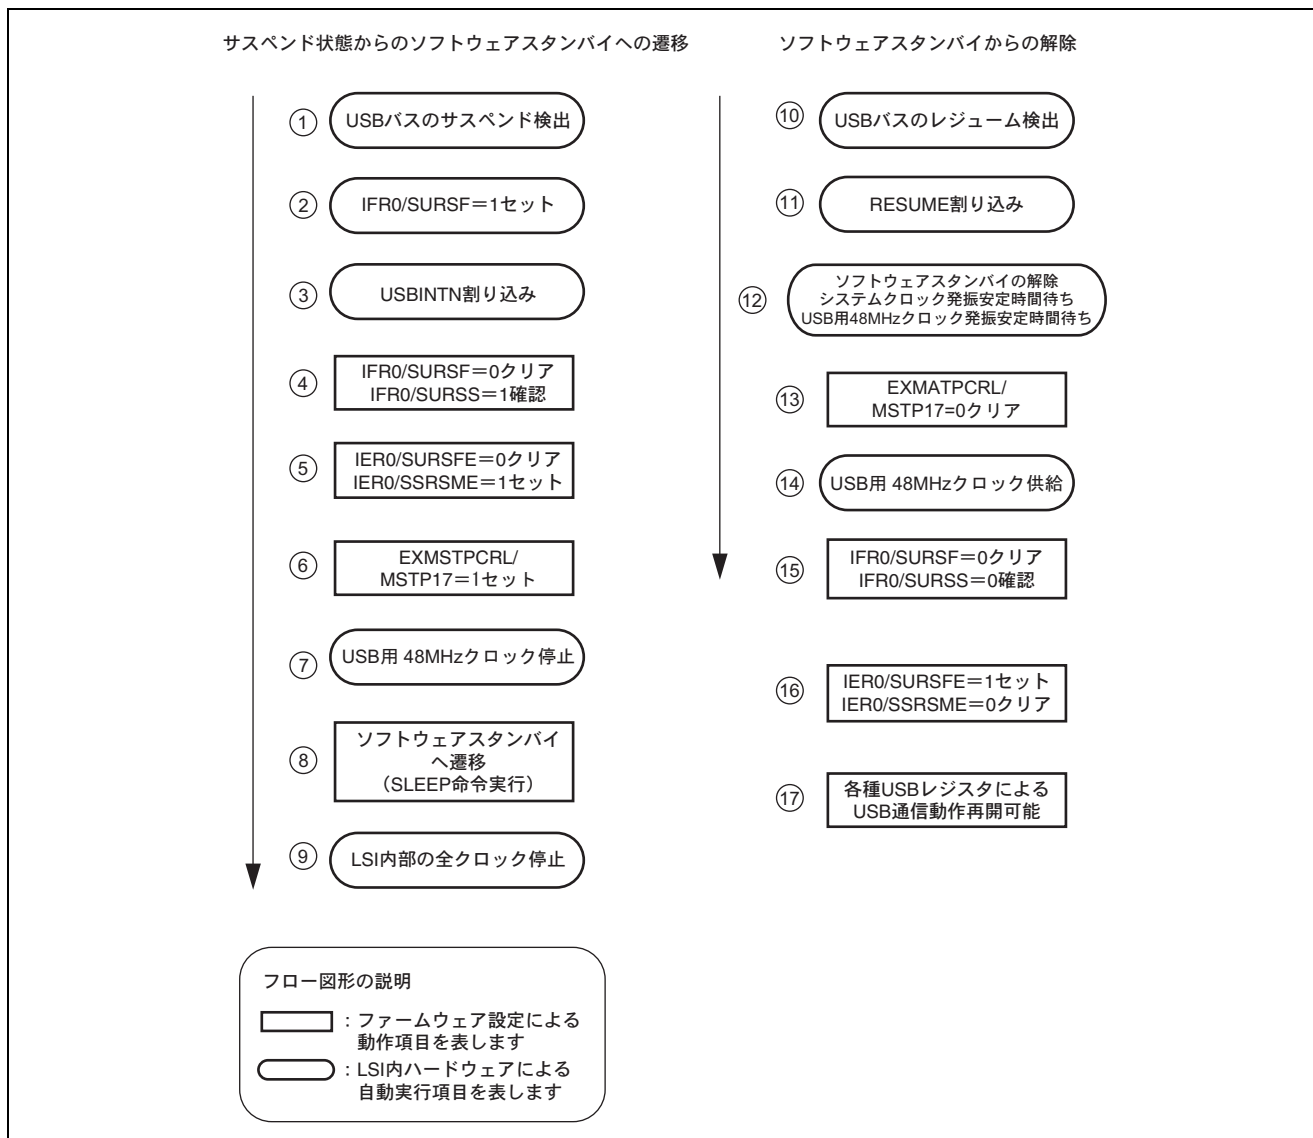 サスペンド状態からのソフトウェアスタンバイへの遷移
① USBバスのサスペンド検出
② IFR0/SURSF＝1セット
③ USBINTN割り込み
④ IFR0/SURSF＝0クリア
IFR0/SURSS＝1確認
⑤ IER0/SURSFE＝0クリア
IER0/SSRSME＝1セット
⑥ EXMSTPCRL/
MSTP17＝1セット
⑦ USB用 48MHzクロック停止
⑧ ソフトウェアスタンバイ
へ遷移
（SLEEP命令実行）
⑨ LSI内部の全クロック停止
ソフトウェアスタンバイからの解除
⑩ USBバスのレジューム検出
⑪ RESUME割り込み
⑫ ソフトウェアスタンバイの解除
システムクロック発振安定時間待ち
USB用48MHzクロック発振安定時間待ち
⑬ EXMATPCRL/
MSTP17=0クリア
⑭ USB用 48MHzクロック供給
⑮ IFR0/SURSF＝0クリア
IFR0/SURSS＝0確認
⑯ IER0/SURSFE＝1セット
IER0/SSRSME＝0クリア
⑰ 各種USBレジスタによる
USB通信動作再開可能
フロー図形の説明
：ファームウェア設定による
動作項目を表します
：LSI内ハードウェアによる
自動実行項目を表します